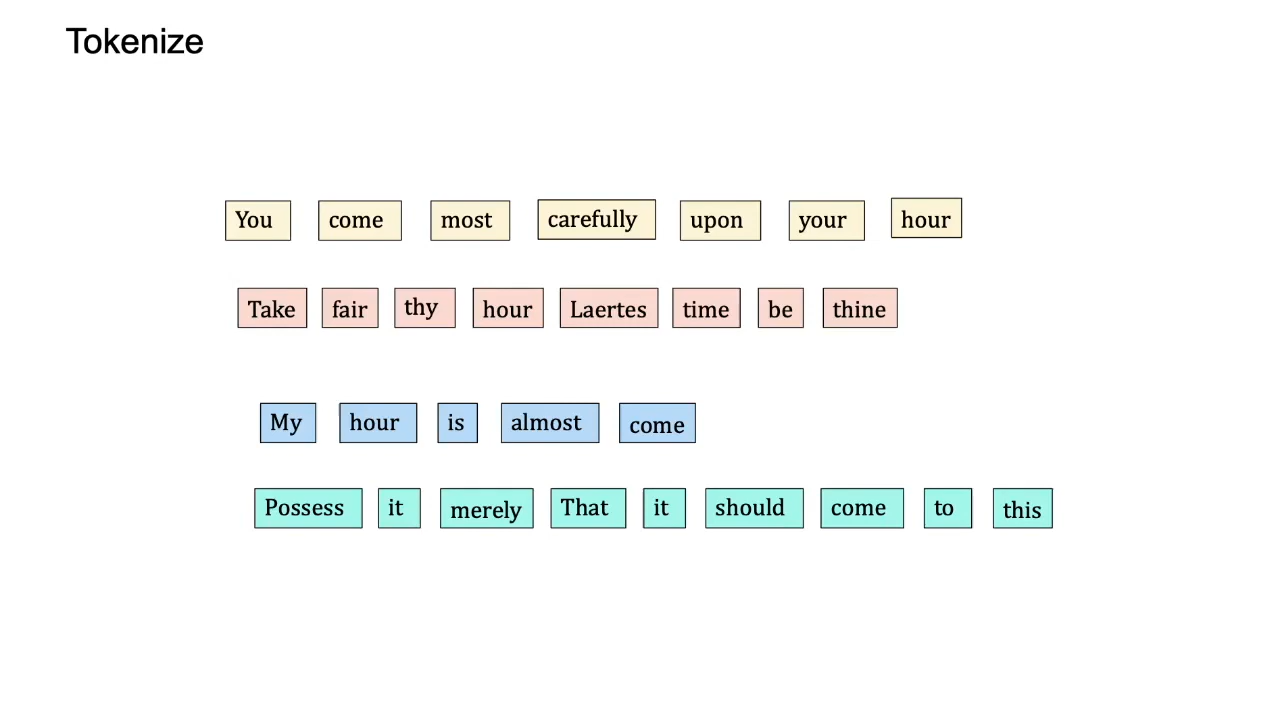 Tokenize
You come most carefully upon your hour
Take fair thy hour Laertes time be thine
My hour is almost come
Possess it merely That it should come to this